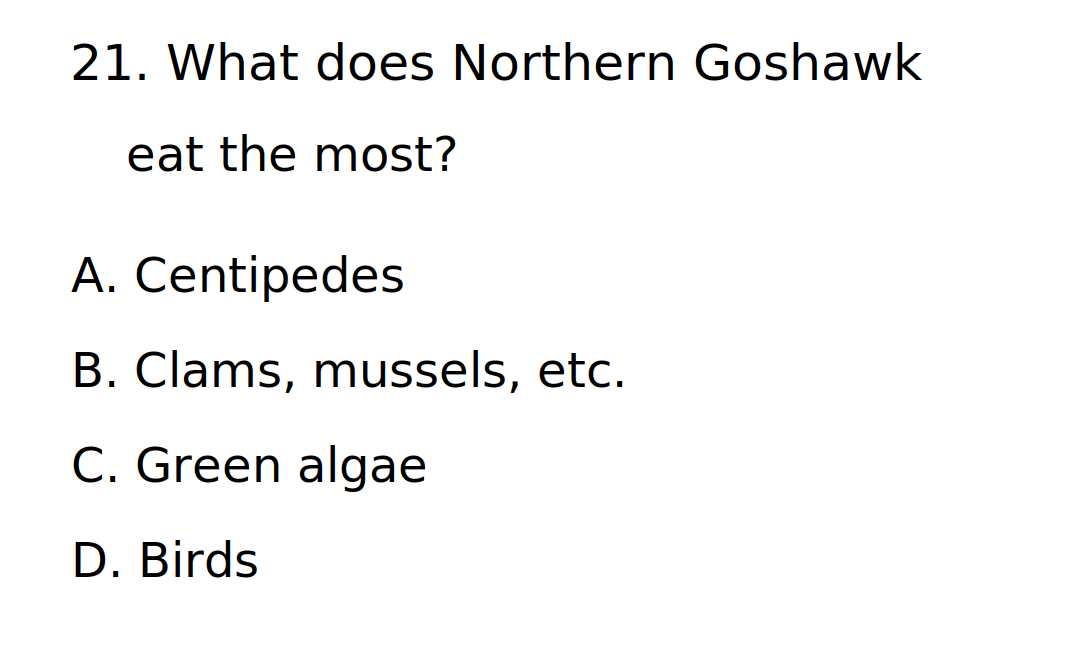 21. What does Northern Goshawk
eat the most?
A. Centipedes
B. Clams, mussels, etc.
C. Green algae
D. Birds